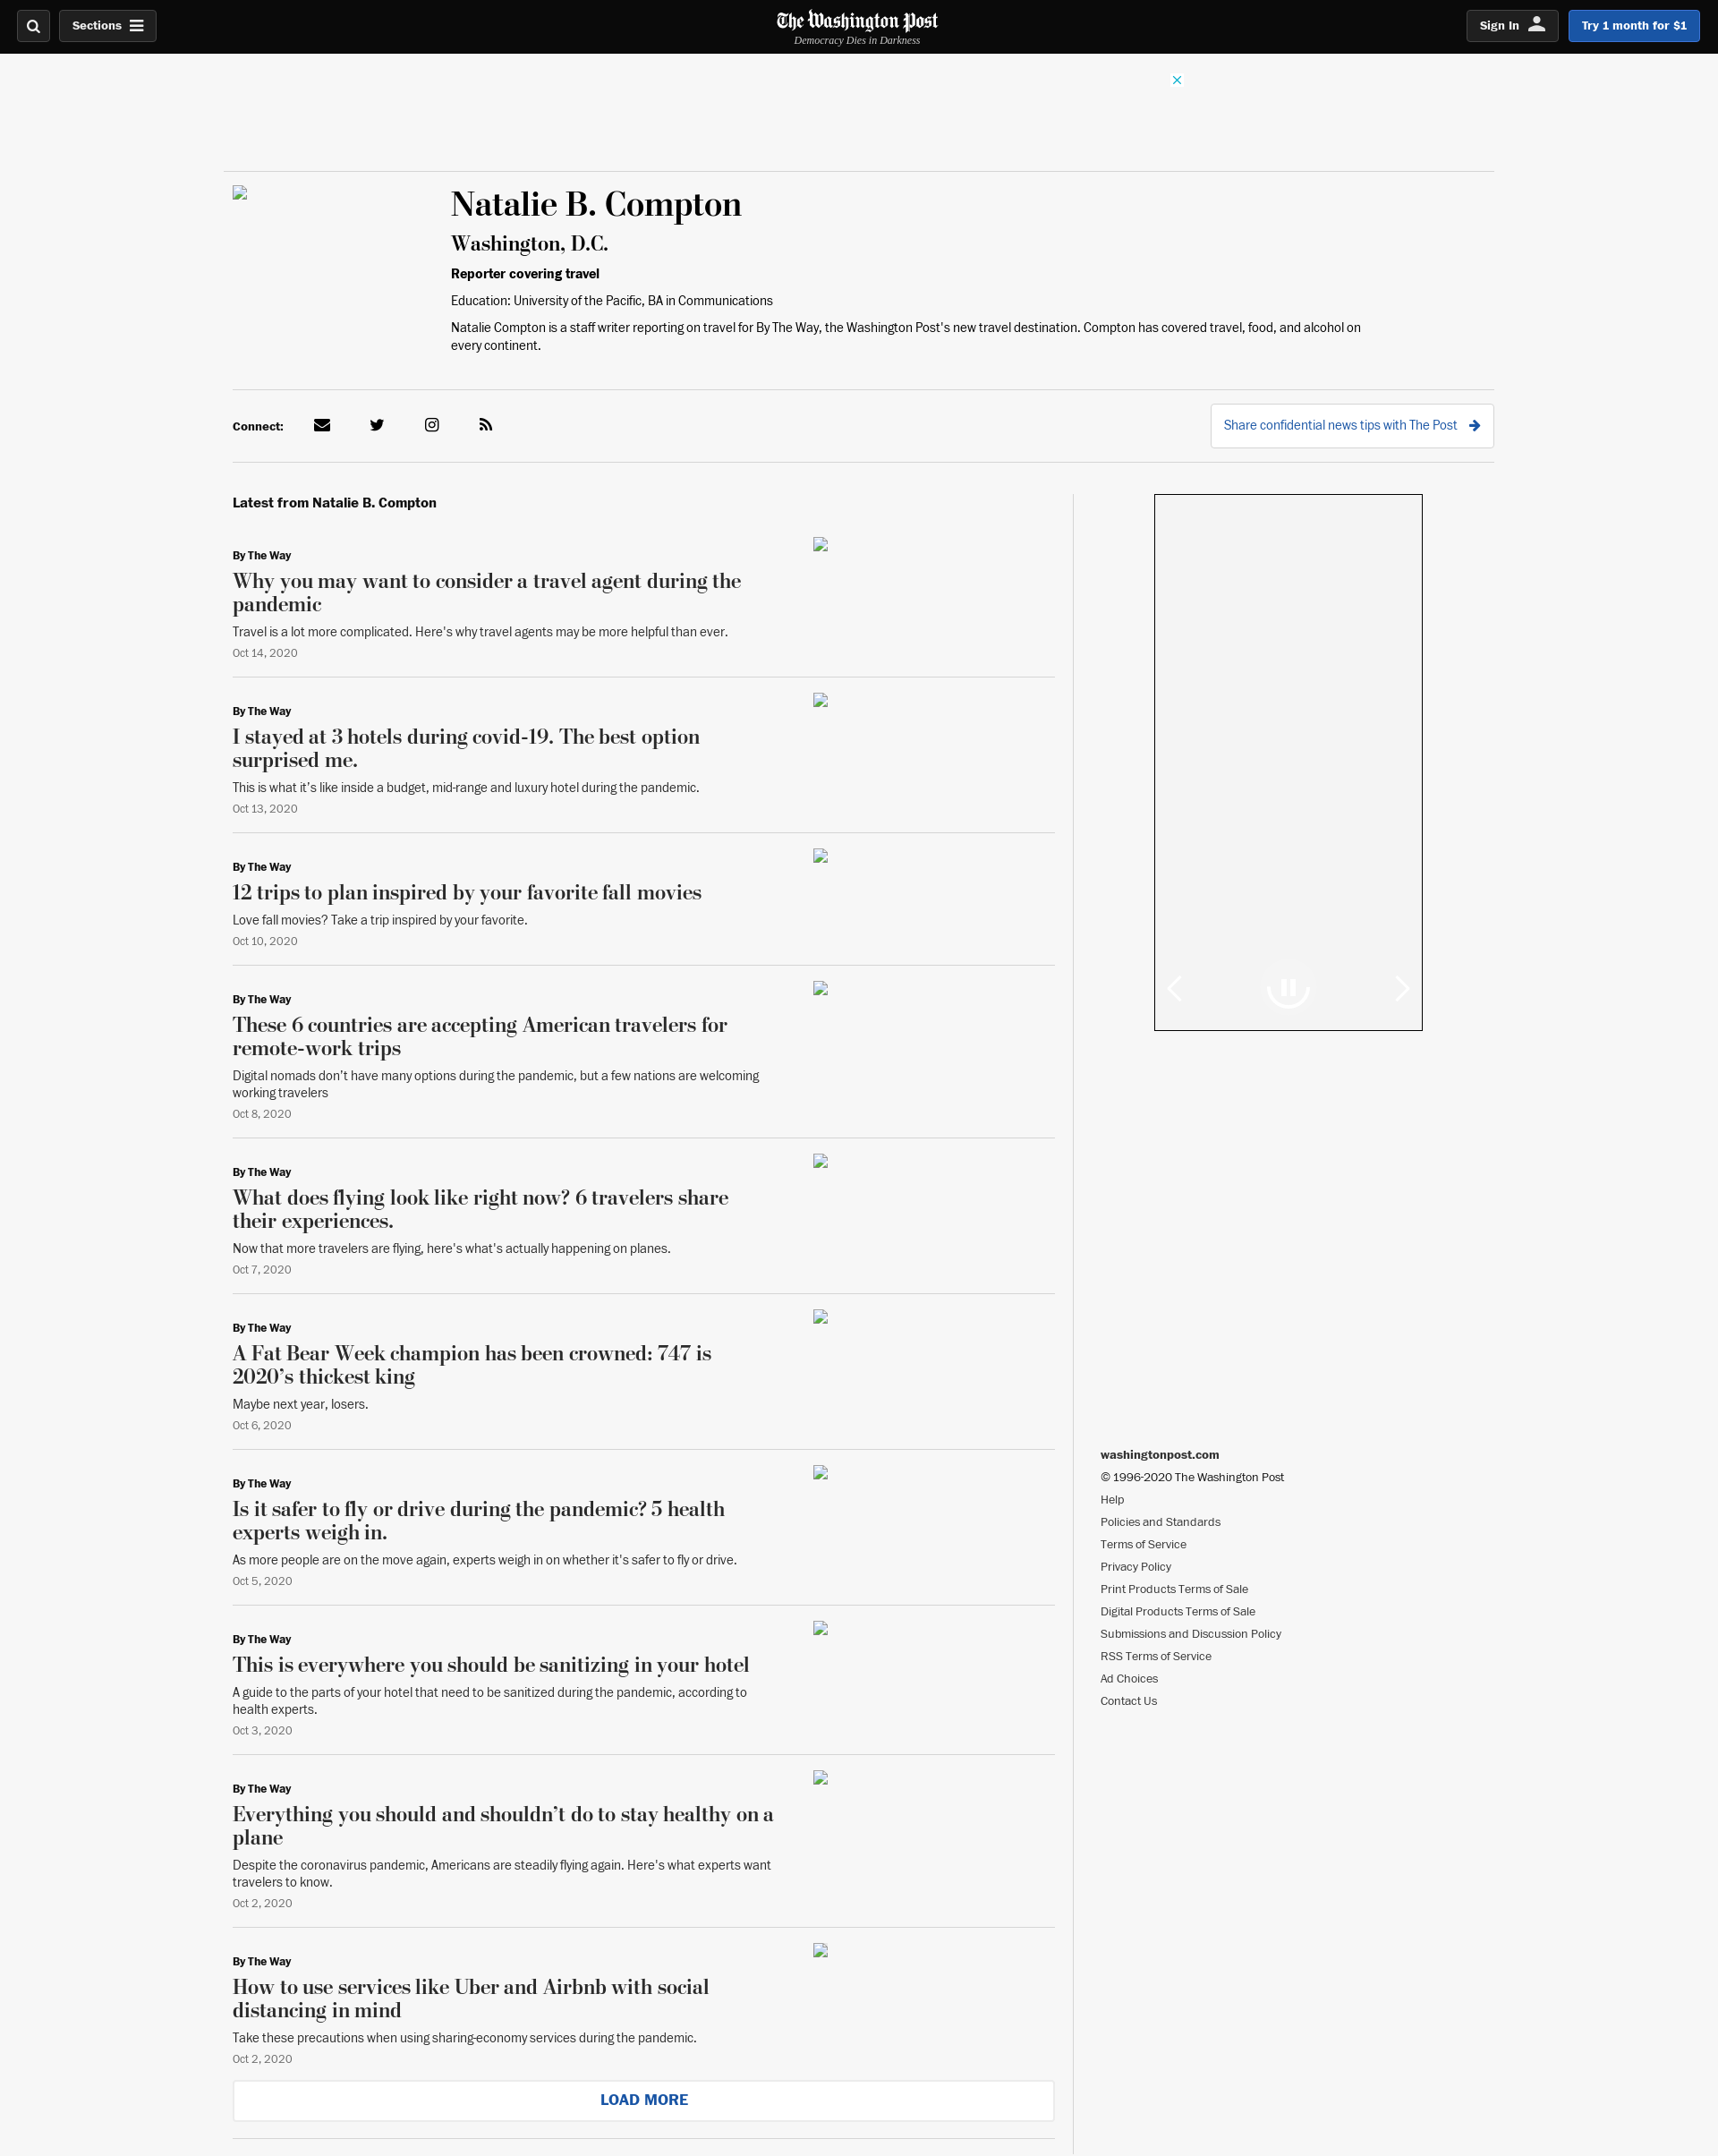 Sections
The Washington Post
Democracy Dies in Darkness
Sign In
Try 1 month for $1
Natalie B. Compton
Washington, D.C.
Reporter covering travel
Education: University of the Pacific, BA in Communications
Natalie Compton is a staff writer reporting on travel for By The Way, the Washington Post's new travel destination. Compton has covered travel, food, and alcohol on
every continent.
Connect:
Share confidential news tips with The Post
Latest from Natalie B. Compton
By The Way
Why you may want to consider a travel agent during the
pandemic
Travel is a lot more complicated. Here's why travel agents may be more helpful than ever.
Oct 14, 2020
By The Way
I stayed at 3 hotels during covid-19. The best option
surprised me.
This is what it's like inside a budget, mid-range and luxury hotel during the pandemic.
Oct 13, 2020
By The Way
12 trips to plan inspired by your favorite fall movies
Love fall movies? Take a trip inspired by your favorite.
Oct 10, 2020
By The Way
These 6 countries are accepting American travelers for
remote-work trips
Digital nomads don't have many options during the pandemic, but a few nations are welcoming
working travelers
Oct 8, 2020
By The Way
What does flying look like right now? 6 travelers share
their experiences.
Now that more travelers are flying, here's what's actually happening on planes.
Oct 7, 2020
By The Way
A Fat Bear Week champion has been crowned: 747 is
2020’s thickest king
Maybe next year, losers.
Oct 6, 2020
By The Way
Is it safer to fly or drive during the pandemic? 5 health
experts weigh in.
As more people are on the move again, experts weigh in on whether it's safer to fly or drive.
Oct 5, 2020
By The Way
This is everywhere you should be sanitizing in your hotel
A guide to the parts of your hotel that need to be sanitized during the pandemic, according to
health experts.
Oct 3, 2020
By The Way
Everything you should and shouldn’t do to stay healthy on a
plane
Despite the coronavirus pandemic, Americans are steadily flying again. Here's what experts want
travelers to know.
Oct 2, 2020
By The Way
How to use services like Uber and Airbnb with social
distancing in mind
Take these precautions when using sharing-economy services during the pandemic.
Oct 2, 2020
LOAD MORE
washingtonpost.com
© 1996-2020 The Washington Post
Help
Policies and Standards
Terms of Service
Privacy Policy
Print Products Terms of Sale
Digital Products Terms of Sale
Submissions and Discussion Policy
RSS Terms of Service
Ad Choices
Contact Us